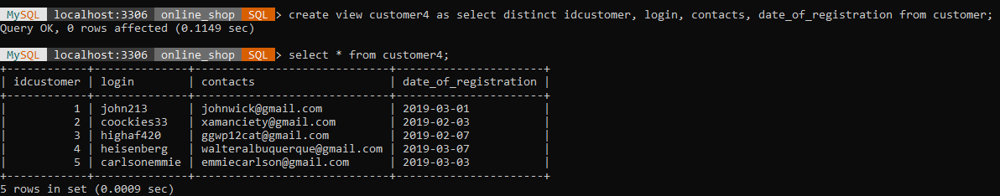 MySQL localhost:3306 online_shop SQL > create view customer4 as select distinct idcustomer, login, contacts, date_of_registration from customer;
Query OK, 0 rows affected (0.1149 sec)
MySQL localhost:3306 online_shop SQL > select * from customer4;
+------------+--------------+----------------------------+----------------------+
| idcustomer | login | contacts | date_of_registration |
+------------+--------------+----------------------------+----------------------+
| 1 | john213 | johnwick@gmail.com | 2019-03-01 |
| 2 | coockies33 | xamanciety@gmail.com | 2019-02-03 |
| 3 | highaf420 | ggwp12cat@gmail.com | 2019-02-07 |
| 4 | heisenberg | walteralbuquerque@gmail.com | 2019-03-07 |
| 5 | carlsonemmie | emmiecarlson@gmail.com | 2019-03-03 |
+------------+--------------+----------------------------+----------------------+
5 rows in set (0.0009 sec)